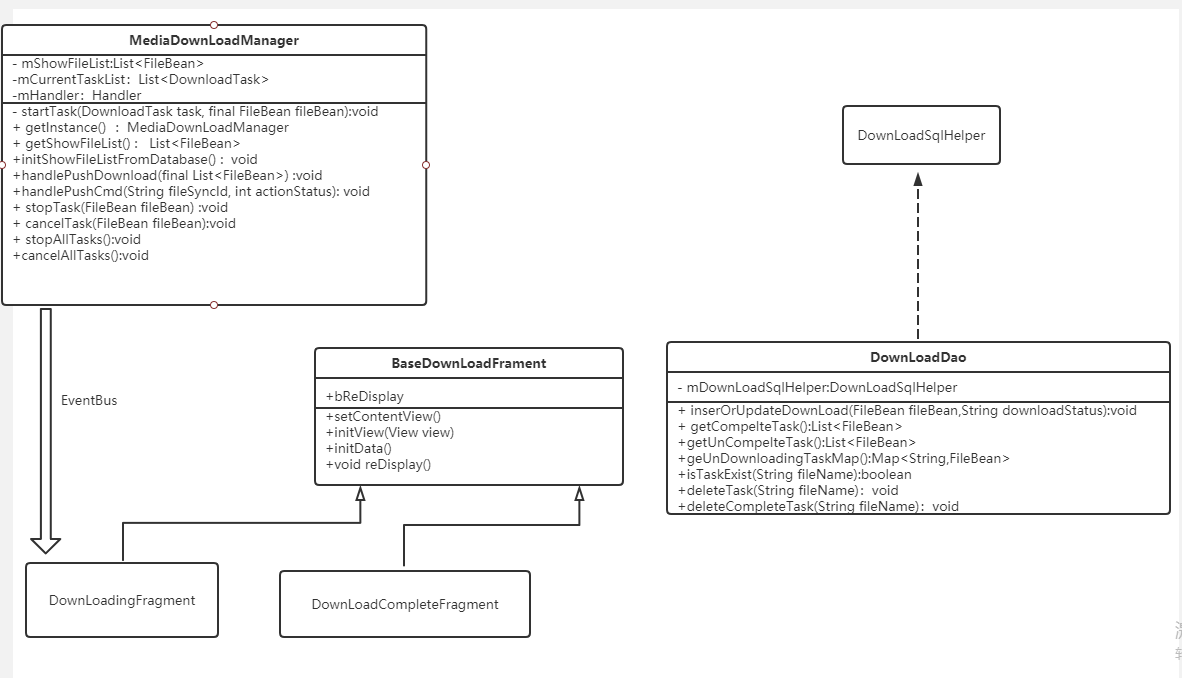 MediaDownLoadManager
- mShowFileList:List<FileBean>
-mCurrentTaskList：List<DownloadTask>
-mHandler：Handler
- startTask(DownloadTask task, final FileBean fileBean):void
+ getInstance() ：MediaDownLoadManager
+ getShowFileList()： List<FileBean>
+initShowFileListFromDatabase()：void
+handlePushDownload(final List<FileBean>) :void
+handlePushCmd(String fileSyncId, int actionStatus): void
+ stopTask(FileBean fileBean) :void
+ cancelTask(FileBean fileBean):void
+ stopAllTasks():void
+cancelAllTasks():void
EventBus
DownLoadingFragment
BaseDownLoadFrament
+bReDisplay
+setContentView()
+initView(View view)
+initData()
+void reDisplay()
DownLoadCompleteFragment
DownLoadSqlHelper
DownLoadDao
- mDownLoadSqlHelper:DownLoadSqlHelper
+ inserOrUpdateDownLoad(FileBean fileBean,String downloadStatus):void
+ getCompelteTask():List<FileBean>
+getUnCompelteTask():List<FileBean>
+geUnDownloadingTaskMap():Map<String,FileBean>
+isTaskExist(String fileName):boolean
+deleteTask(String fileName)：void
+deleteCompleteTask(String fileName)：void